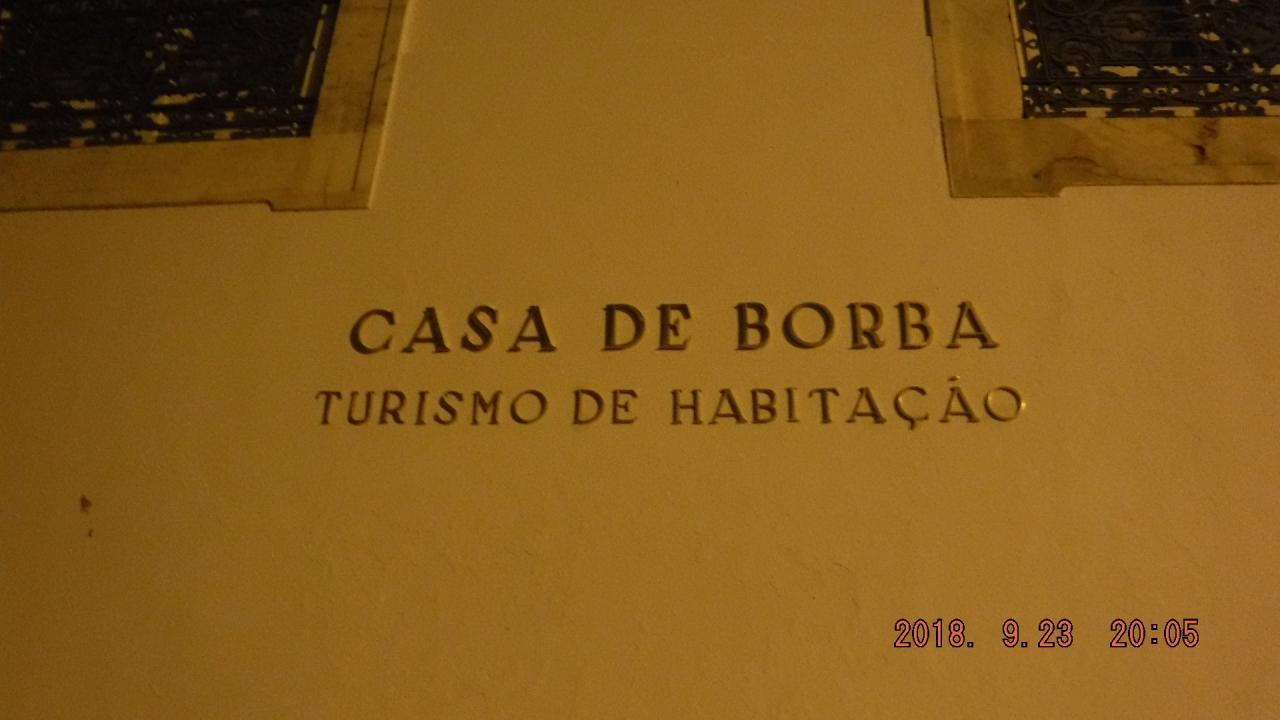 CASA DE BORBA
TURISMO DE HABITAÇÃO
2018. 9.23 20:05